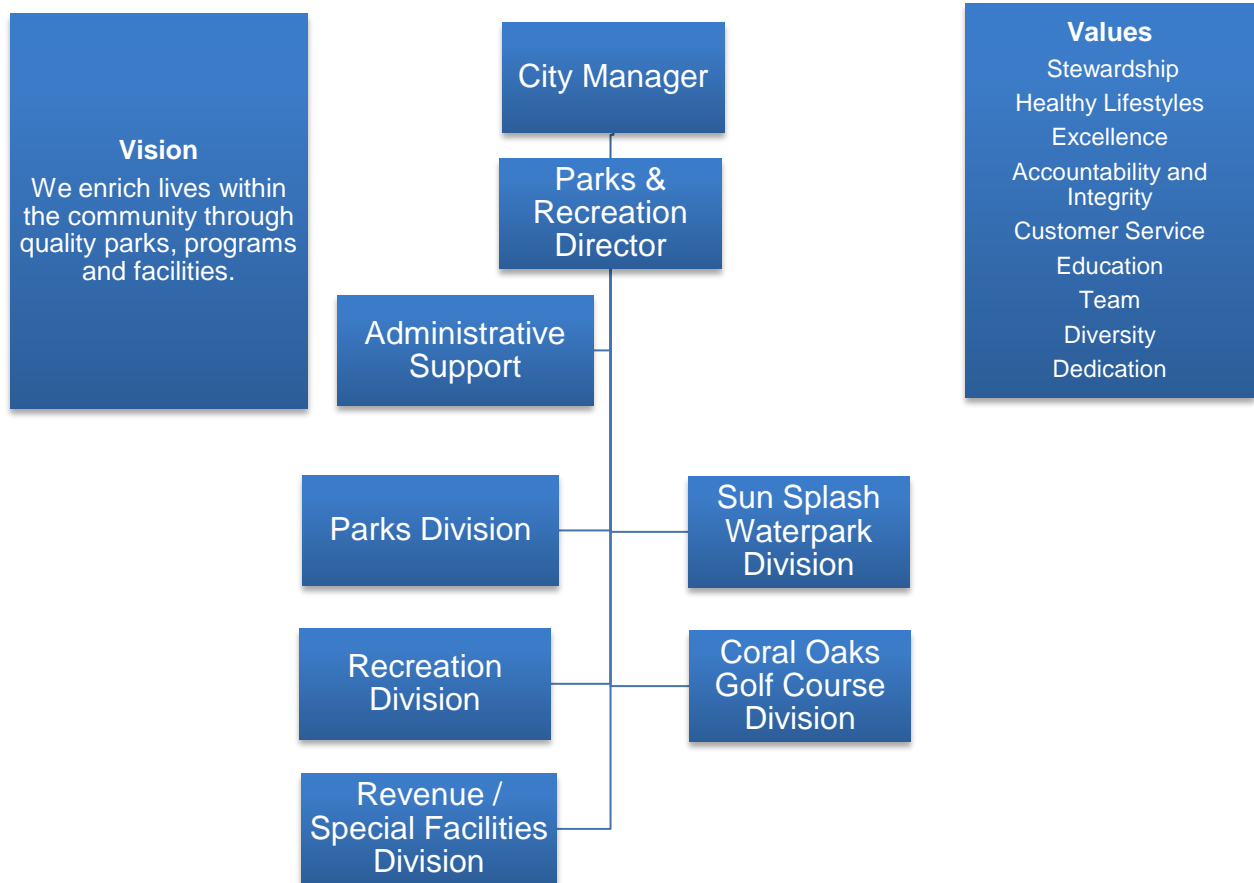 Vision
We enrich lives within
the community through
quality parks, programs
and facilities.
City Manager
Parks &
Recreation
Director
Administrative
Support
Parks Division
Recreation
Division
Revenue /
Special Facilities
Division
Sun Splash
Waterpark
Division
Coral Oaks
Golf Course
Division
Values
Stewardship
Healthy Lifestyles
Excellence
Accountability and
Integrity
Customer Service
Education
Team
Diversity
Dedication